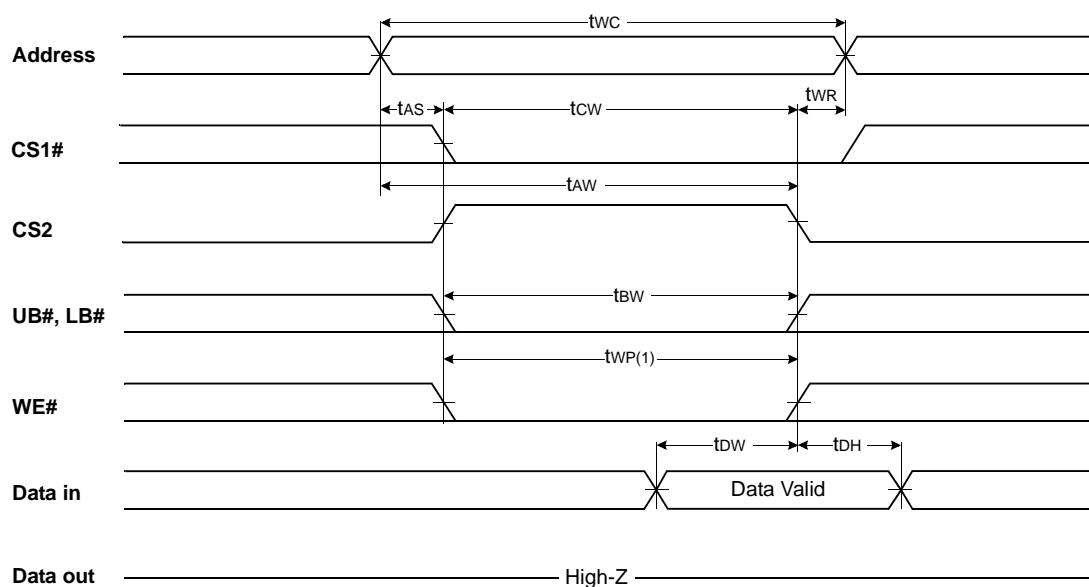 tWC
Address
tAS
tCW
tWR
CS1#
tAW
CS2
tBW
UB#, LB#
tWP(1)
WE#
tDW
tDH
Data in
Data Valid
Data out
High-Z